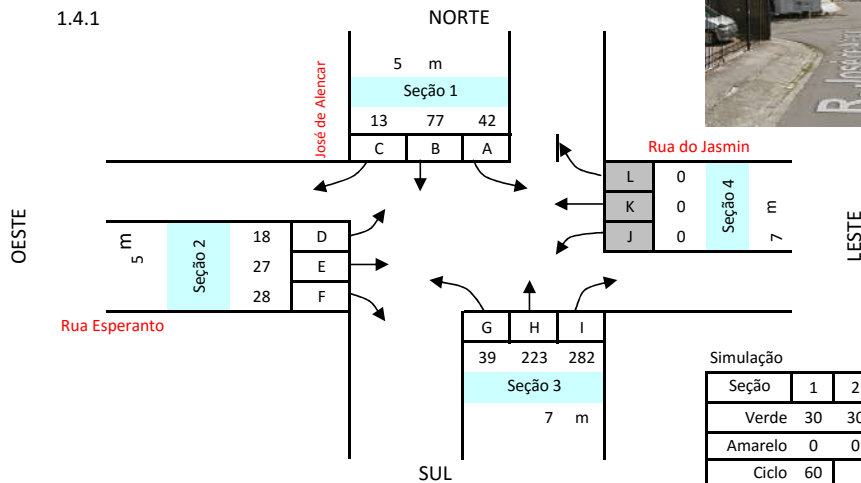 1.4.1
NORTE
José de Alencar
5 m
Seção 1
13 77 42
C B A
Rua do Jasmin
L 0
K 0
J 0
Seção 4
7 m
LESTE
OESTE
5 m
Seção 2
18 D
27 E
28 F
Rua Esperanto
G H I
39 223 282
Seção 3
7 m
SUL
Simulação
Seção 1 2
Verde 30 30
Amarelo 0 0
Ciclo 60